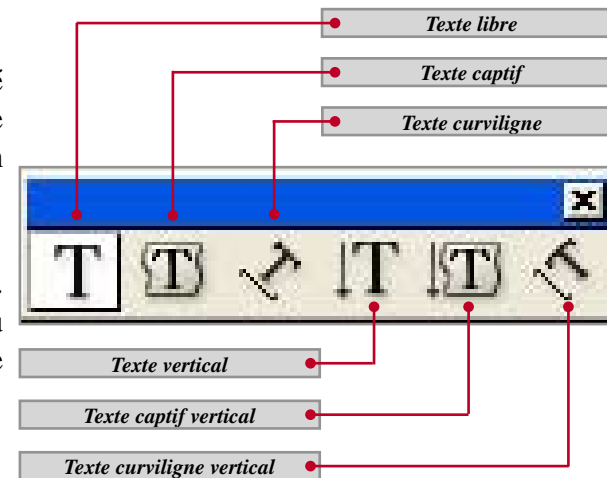 Texte libre
Texte captif
Texte curviligne
T T T T T T
Texte vertical
Texte captif vertical
Texte curviligne vertical